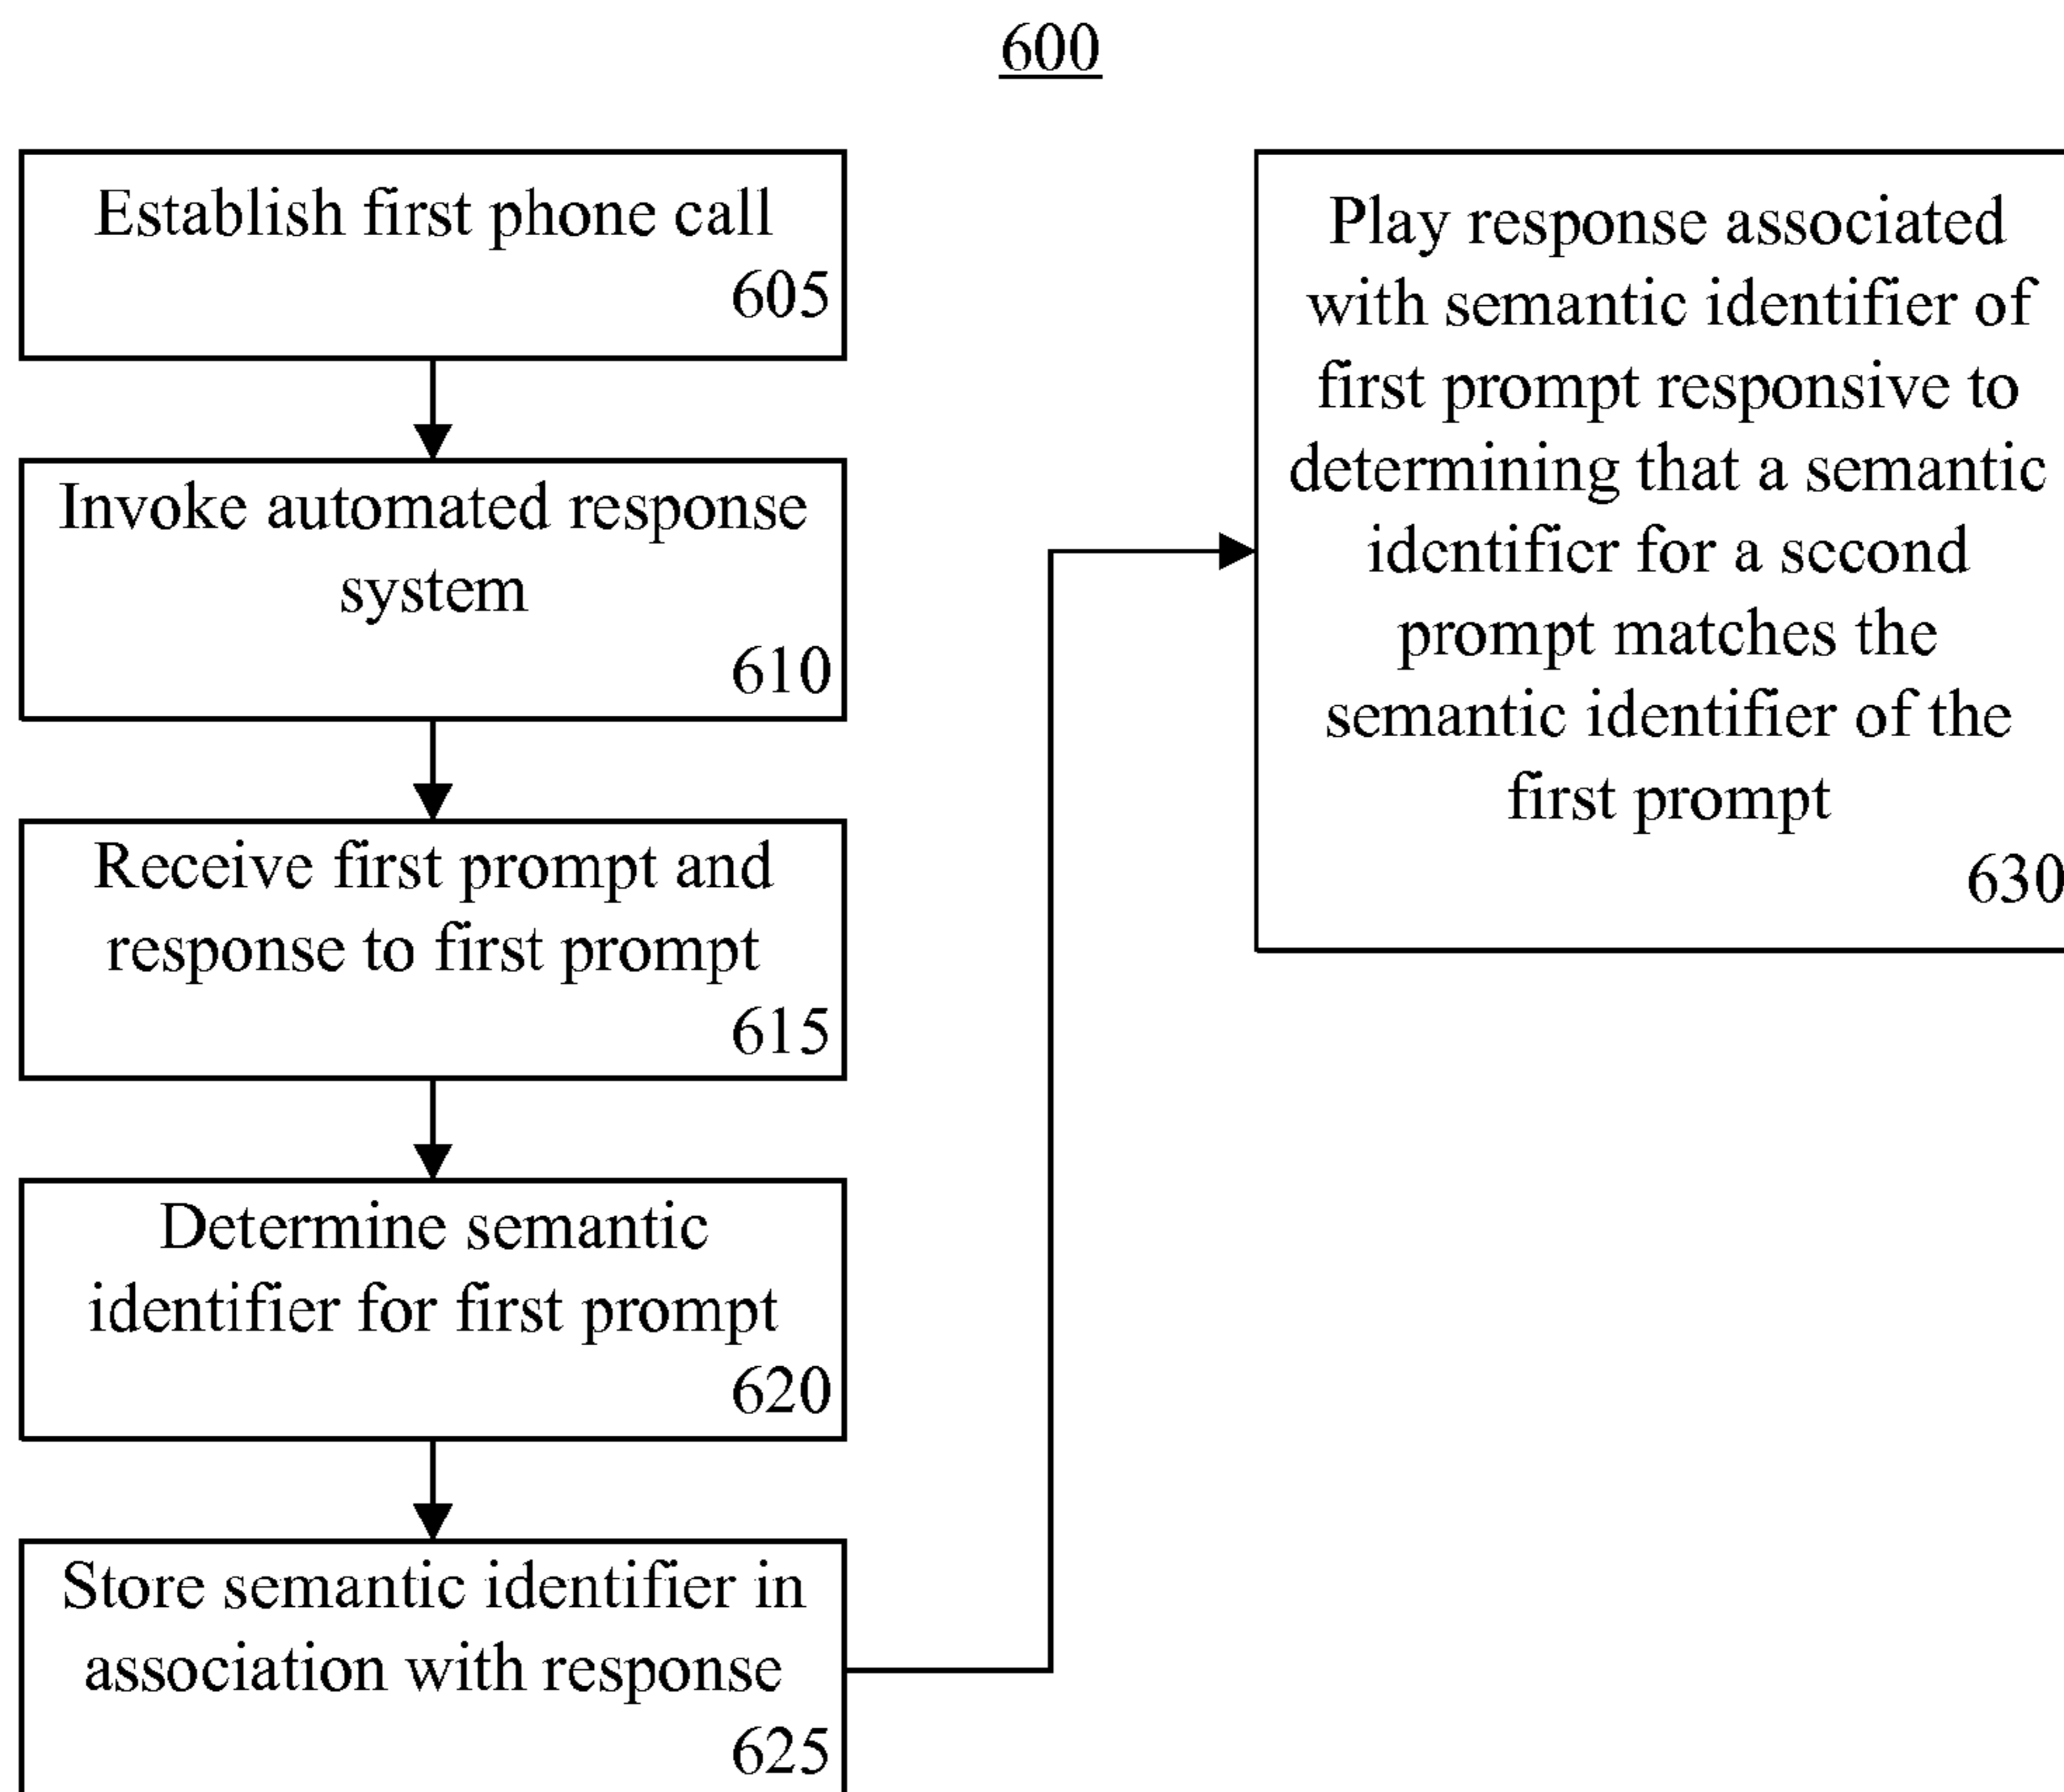 600
Establish first phone call
605
Invoke automated response
system
610
Receive first prompt and
response to first prompt
615
Determine semantic
identifier for first prompt
620
Store semantic identifier in
association with response
625
Play response associated
with semantic identifier of
first prompt responsive to
determining that a semantic
identifier for a second
prompt matches the
semantic identifier of the
first prompt
630